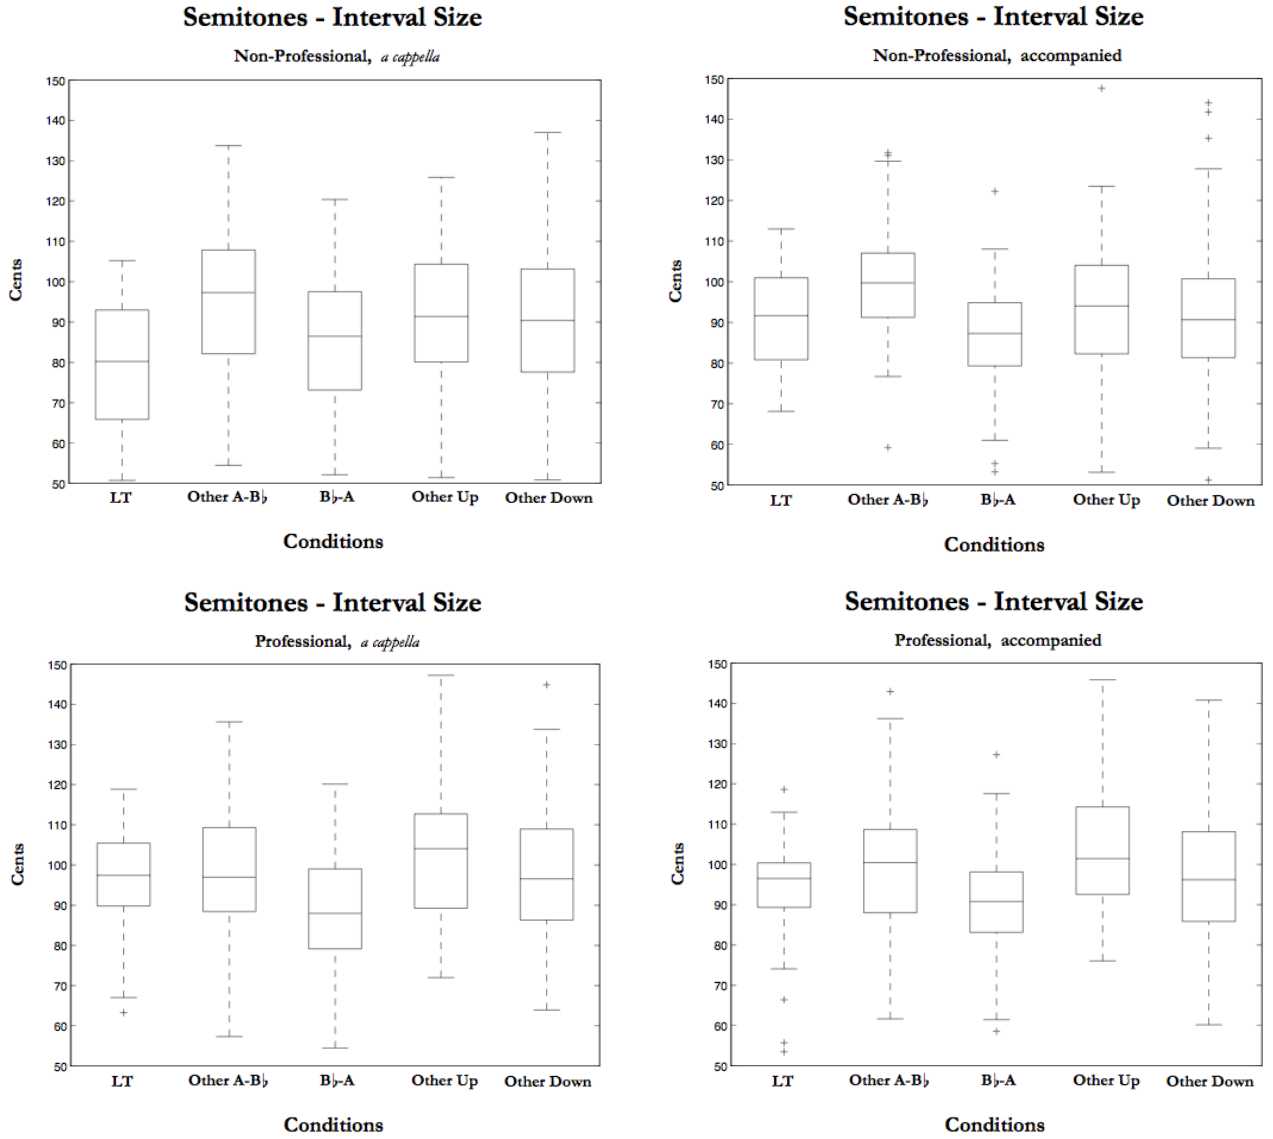 Semitones - Interval Size
Non-Professional, a cappella
150
140
130
120
110
100
90
80
70
60
50
Cents
LT Other A-B♭ B♭-A Other Up Other Down
Conditions
Semitones - Interval Size
Non-Professional, accompanied
150
140
130
120
110
100
90
80
70
60
50
Cents
LT Other A-B♭ B♭-A Other Up Other Down
Conditions
Semitones - Interval Size
Professional, a cappella
150
140
130
120
110
100
90
80
70
60
50
Cents
LT Other A-B♭ B♭-A Other Up Other Down
Conditions
Semitones - Interval Size
Professional, accompanied
150
140
130
120
110
100
90
80
70
60
50
Cents
LT Other A-B♭ B♭-A Other Up Other Down
Conditions